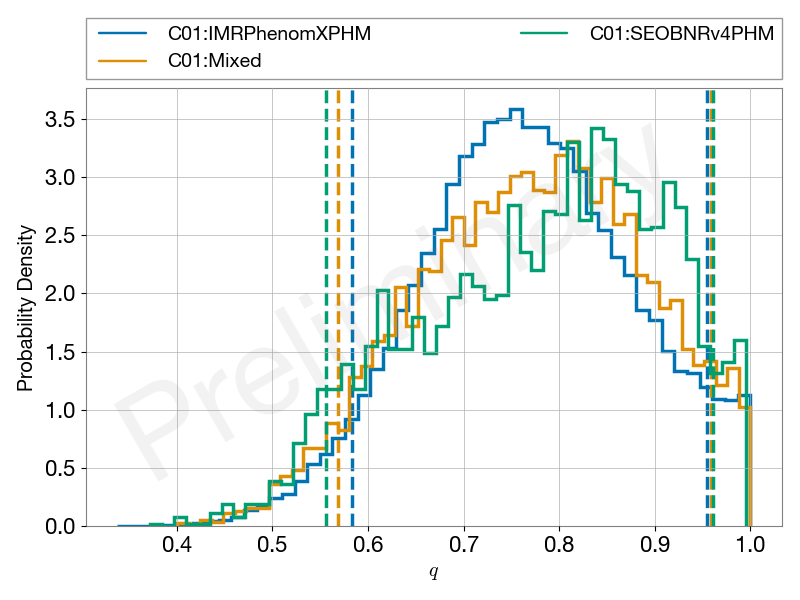 C01:IMRPhenomXPHM
C01:SEOBNRv4PHM
C01:Mixed
Probability Density
3.5
3.0
2.5
2.0
1.5
1.0
0.5
0.0
Preliminary
0.4 0.5 0.6 0.7 0.8 0.9 1.0
q